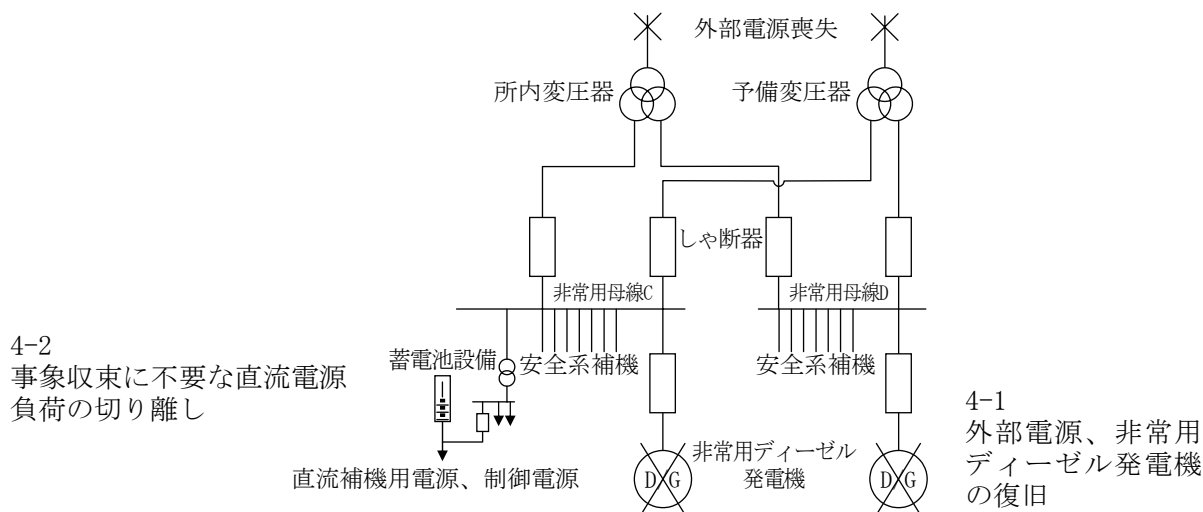 外部電源喪失
所内変圧器
予備変圧器
しゃ断器
非常用母線C
非常用母線D
4-2
事象収束に不要な直流電源
負荷の切り離し
蓄電池設備
安全系補機
安全系補機
4-1
外部電源、非常用
ディーゼル発電機
の復旧
直流補機用電源、制御電源
D G
非常用ディーゼル
発電機
D G